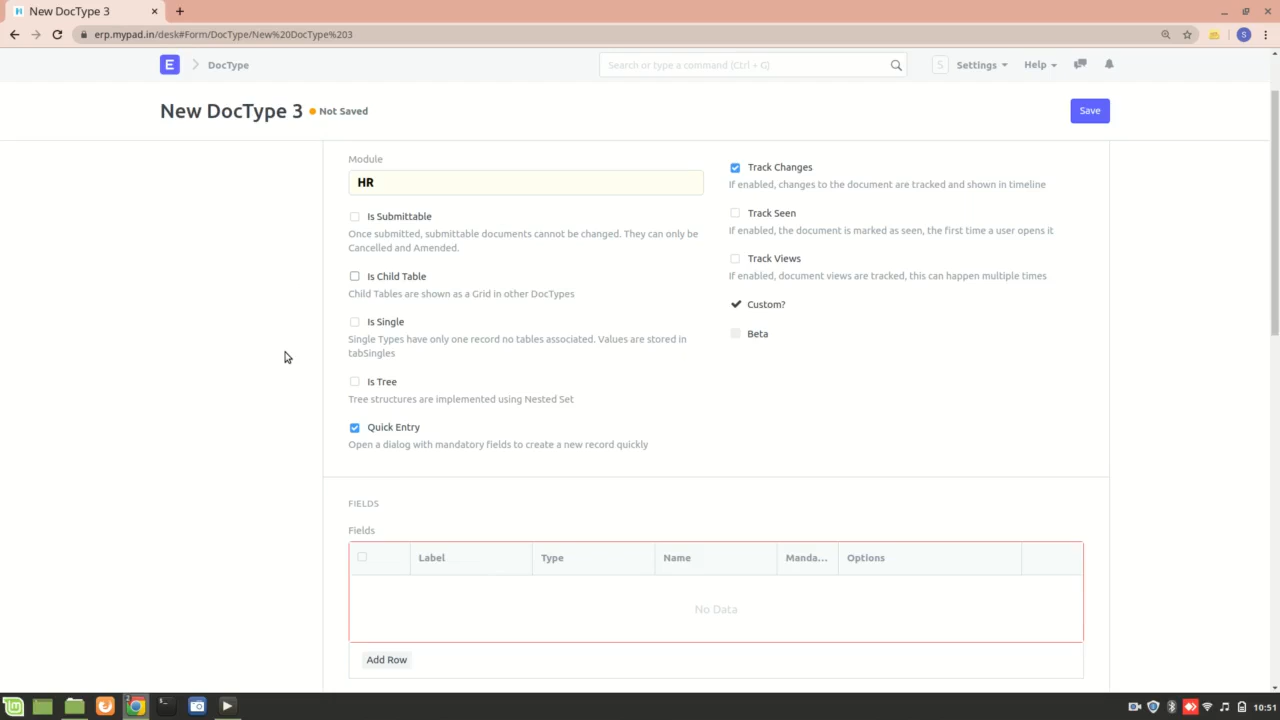 New DocType 3
erp.mypad.in/desk#Form/DocType/New%20DocType%203
S
E
DocType
Search or type a command (Ctrl + G)
S
Settings
Help
New DocType 3
Not Saved
Save
Module
HR
Is Submittable
Once submitted, submittable documents cannot be changed. They can only be
Cancelled and Amended.
Is Child Table
Child Tables are shown as a Grid in other DocTypes
Is Single
Single Types have only one record no tables associated. Values are stored in
tabSingles
Is Tree
Tree structures are implemented using Nested Set
Quick Entry
Open a dialog with mandatory fields to create a new record quickly
Track Changes
If enabled, changes to the document are tracked and shown in timeline
Track Seen
If enabled, the document is marked as seen, the first time a user opens it
Track Views
If enabled, document views are tracked, this can happen multiple times
Custom?
Beta
FIELDS
Fields
Label Type Name Manda... Options
No Data
Add Row
10:51